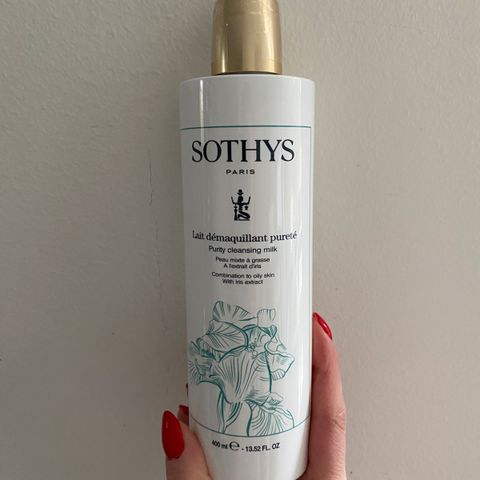 SOTHYS
PARIS
Lait démaquillant pureté
Purity cleansing milk
Peau mixte à grasse
A l'extrait d'iris
Combination to oily skin
With Iris extract
400 ml ℮ - 13.52 FL. OZ